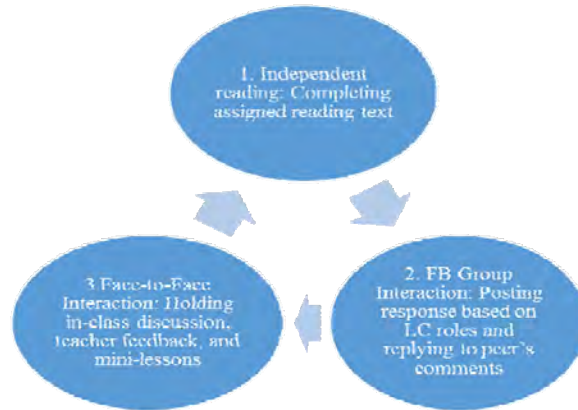 1. Independent
reading: Completing
assigned reading text
2. FB Group
Interaction: Posting
response based on
LC roles and
replying to peer's
comments
3 Face-to-Face
Interaction: Holding
in-class discussion,
teacher feedback, and
mini-lessons